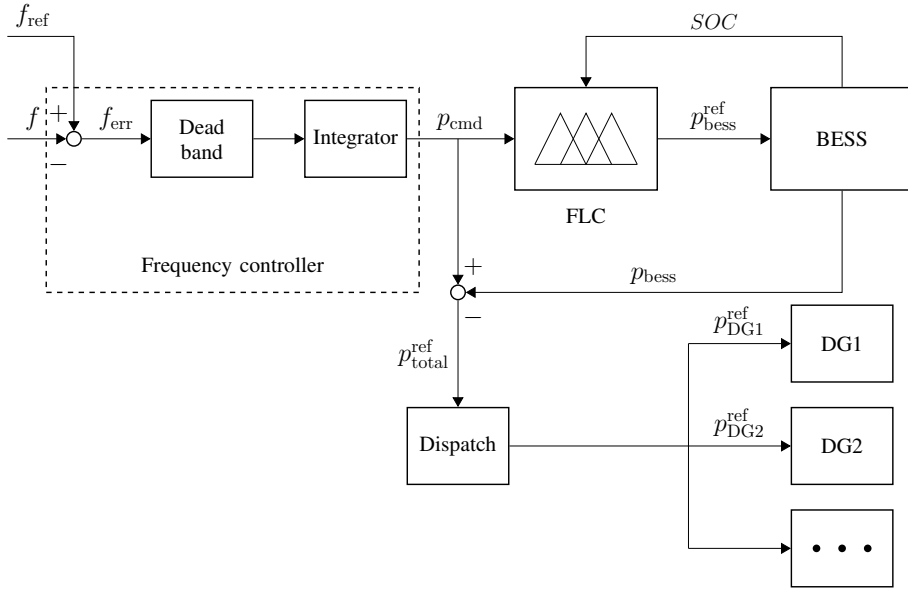 f_ref
SOC
+
f
f_err
Dead
band
Integrator
p_cmd
p_bess^ref
BESS
−
FLC
Frequency controller
+
p_bess
−
p_DG1^ref
p_total^ref
DG1
p_DG2^ref
Dispatch
DG2
• • •